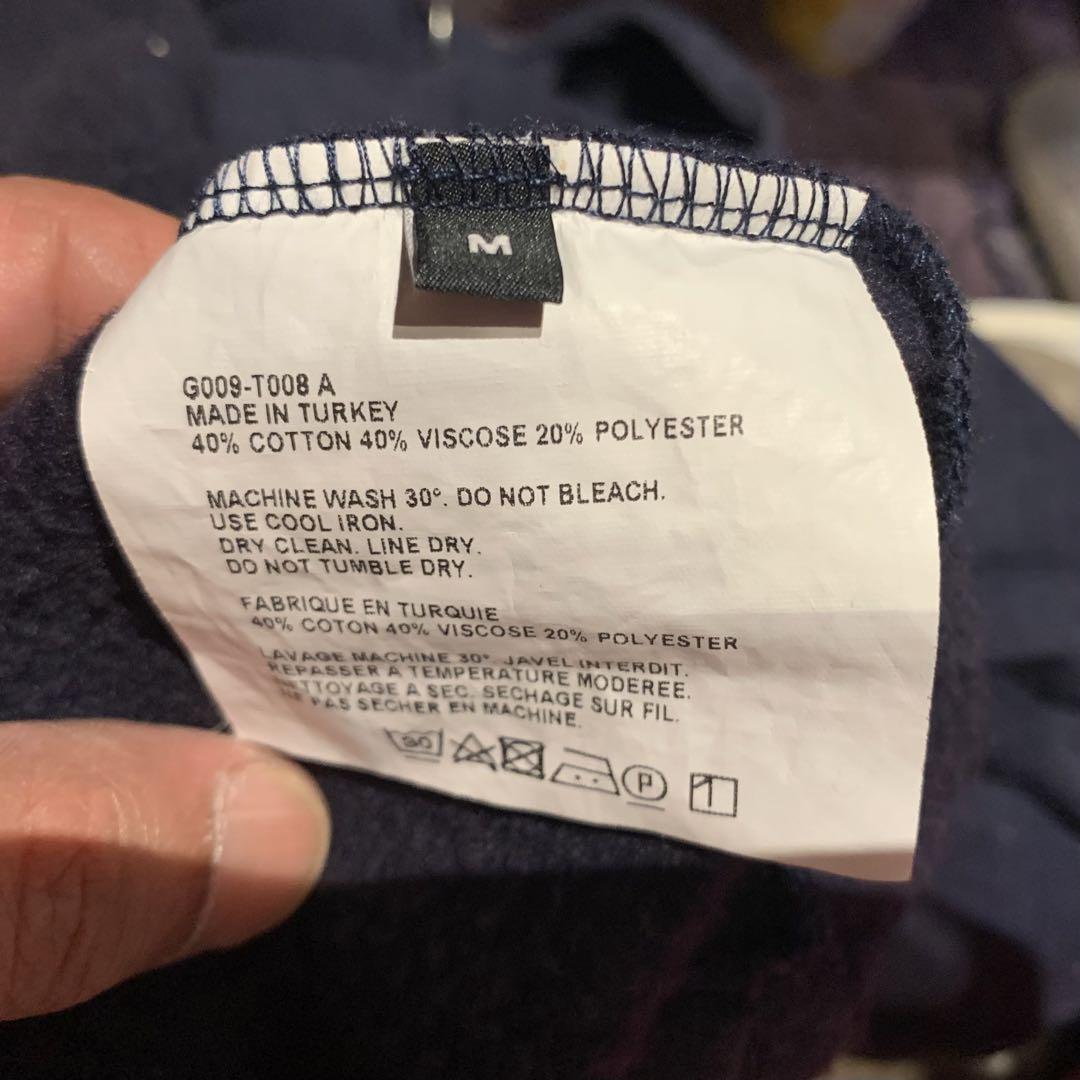 M
G009-T008 A
MADE IN TURKEY
40% COTTON 40% VISCOSE 20% POLYESTER
MACHINE WASH 30°. DO NOT BLEACH.
USE COOL IRON.
DRY CLEAN. LINE DRY.
DO NOT TUMBLE DRY.
FABRIQUE EN TURQUIE
40% COTON 40% VISCOSE 20% POLYESTER
LAVAGE MACHINE 30°. JAVEL INTERDIT.
REPASSER A TEMPERATURE MODEREE.
NETTOYAGE A SEC. SECHAGE SUR FIL.
PAS SECHER EN MACHINE.
30 P